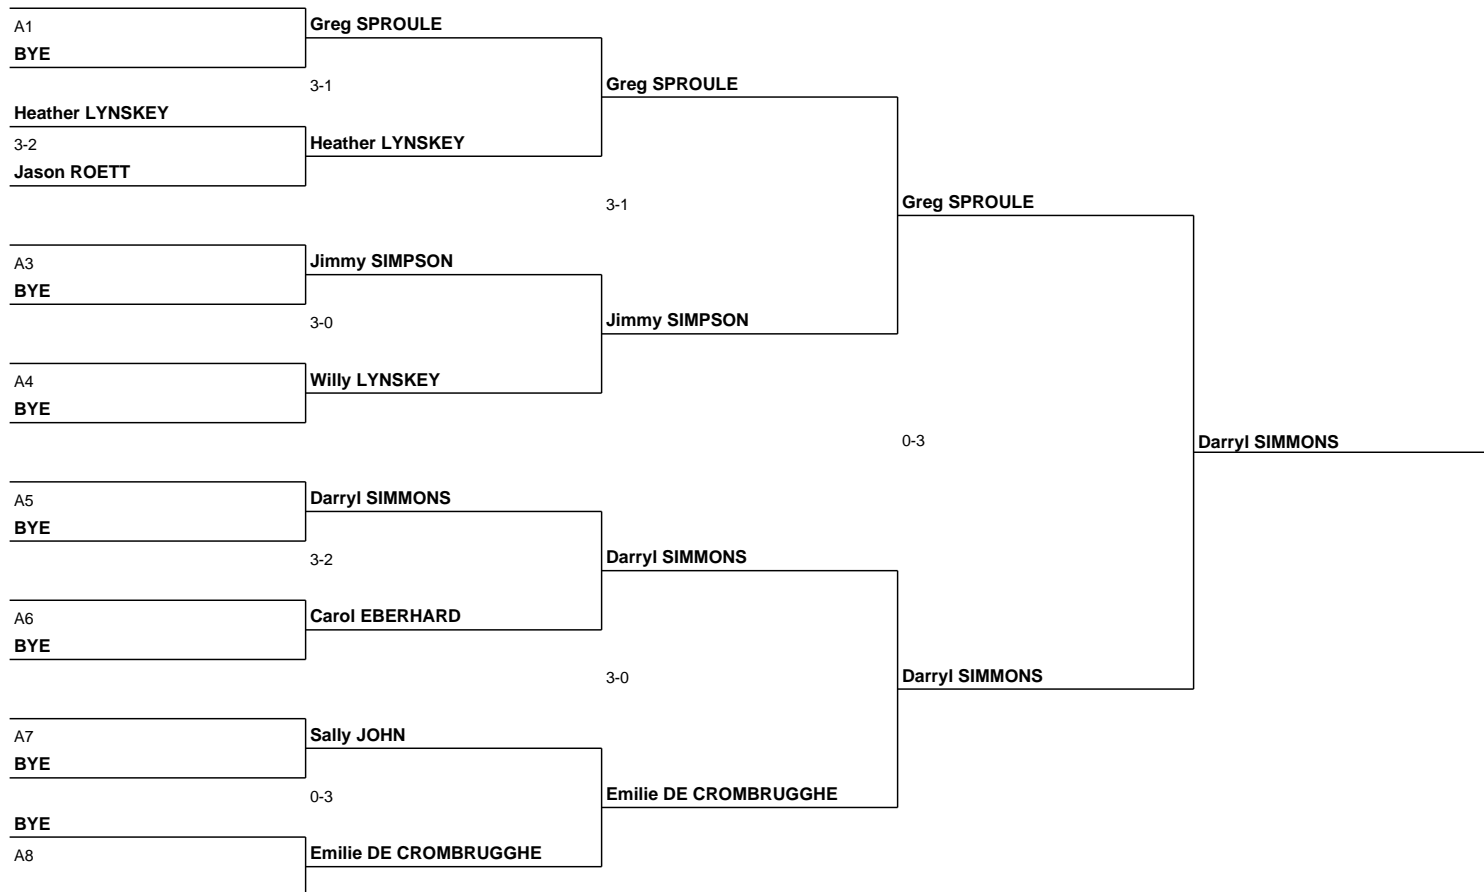 A1
BYE
Greg SPROULE
3-1
Heather LYNSKEY
3-2
Jason ROETT
Heather LYNSKEY
Greg SPROULE
3-1
A3
BYE
Jimmy SIMPSON
3-0
A4
BYE
Willy LYNSKEY
Jimmy SIMPSON
Greg SPROULE
0-3
A5
BYE
Darryl SIMMONS
3-2
A6
BYE
Carol EBERHARD
Darryl SIMMONS
3-0
A7
BYE
Sally JOHN
0-3
BYE
A8
Emilie DE CROMBRUGGHE
Emilie DE CROMBRUGGHE
Darryl SIMMONS
Darryl SIMMONS